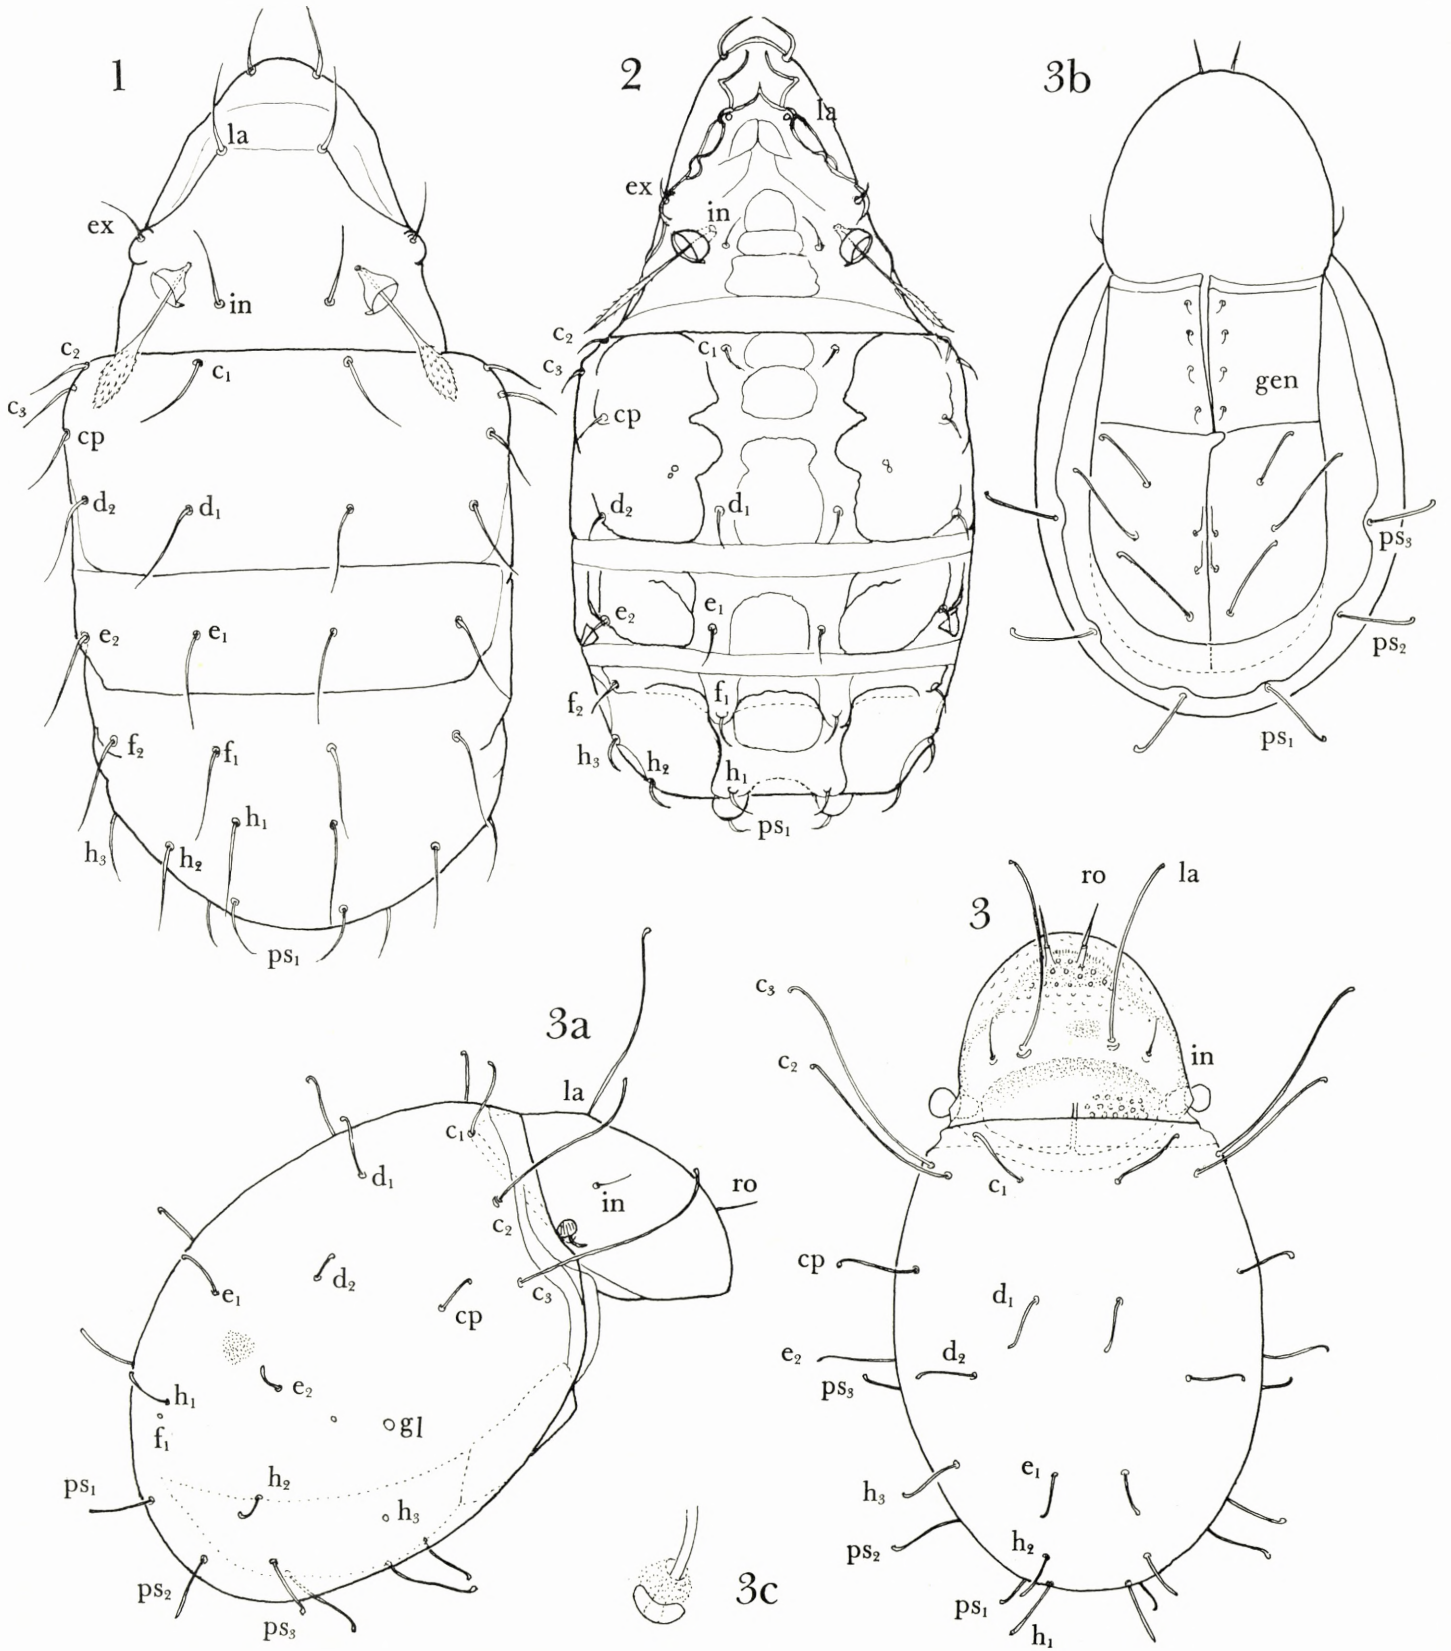 1
la
ex
in
c₂
c₁
c₃
cp
d₂
d₁
e₂
e₁
f₂
f₁
h₁
h₃
h₂
ps₁
2
la
ex
in
c₂
c₁
c₃
cp
d₂
d₁
e₂
e₁
f₂
f₁
h₃
h₂
h₁
ps₁
3b
gen
ps₃
ps₂
ps₁
3a
la
c₁
d₁
in
ro
c₂
d₂
c₃
e₁
cp
e₂
h₁
f₁
gl
h₂
ps₁
h₃
ps₂
ps₃
3c
3
ro
la
c₃
c₂
in
c₁
cp
d₁
e₂
d₂
ps₃
e₁
h₃
h₂
ps₂
ps₁
h₁